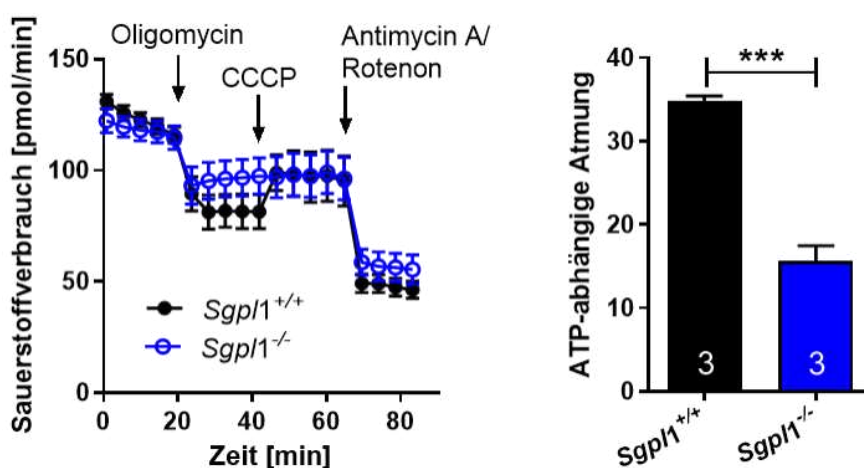 Oligomycin
CCCP
Antimycin A/
Rotenon
Sauerstoffverbrauch [pmol/min]
150
100
50
0
Sgpl1+/+
Sgpl1-/-
0 20 40 60 80
Zeit [min]
***
ATP-abhängige Atmung
40
30
20
10
0
3 3
Sgpl1+/+ Sgpl1-/-